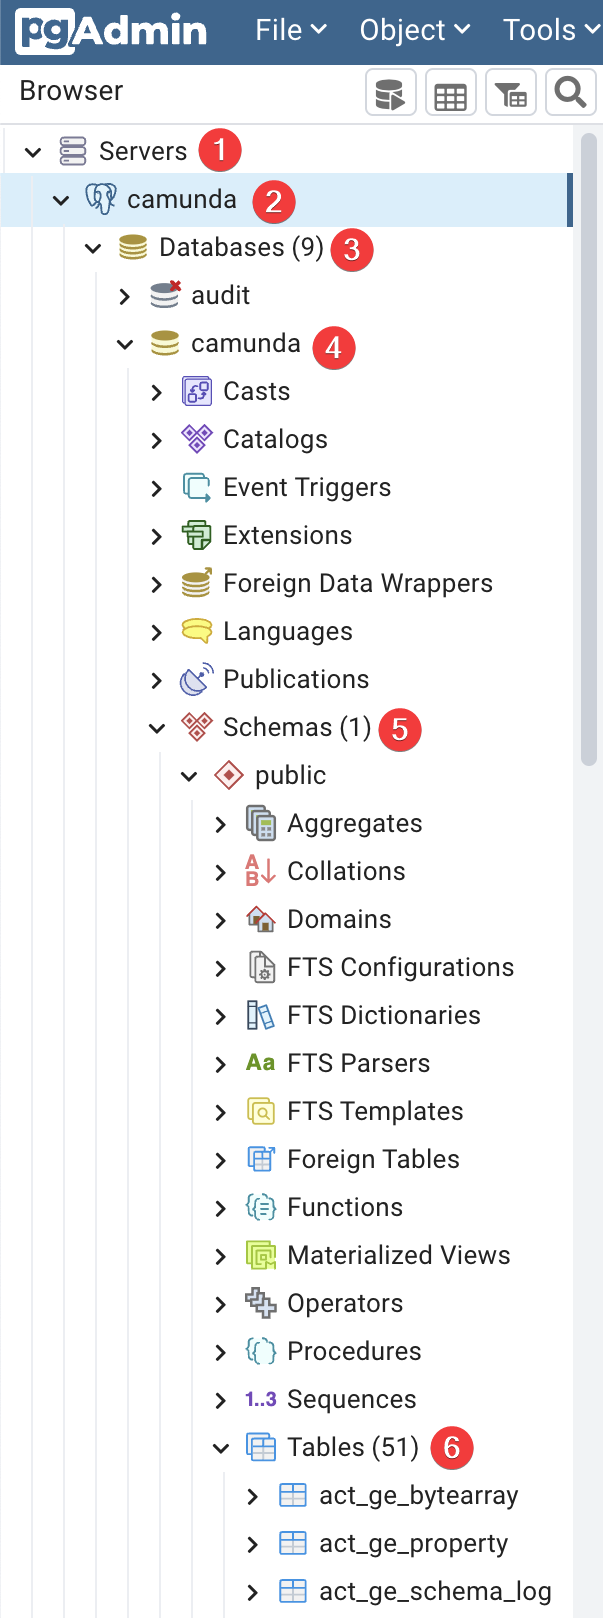 pgAdmin File Object Tools
Browser
Servers 1
camunda 2
Databases (9) 3
audit
camunda 4
Casts
Catalogs
Event Triggers
Extensions
Foreign Data Wrappers
Languages
Publications
Schemas (1) 5
public
Aggregates
A B Collations
Domains
FTS Configurations
FTS Dictionaries
Aa FTS Parsers
FTS Templates
Foreign Tables
Functions
Materialized Views
Operators
Procedures
1..3 Sequences
Tables (51) 6
act_ge_bytearray
act_ge_property
act_ge_schema_log